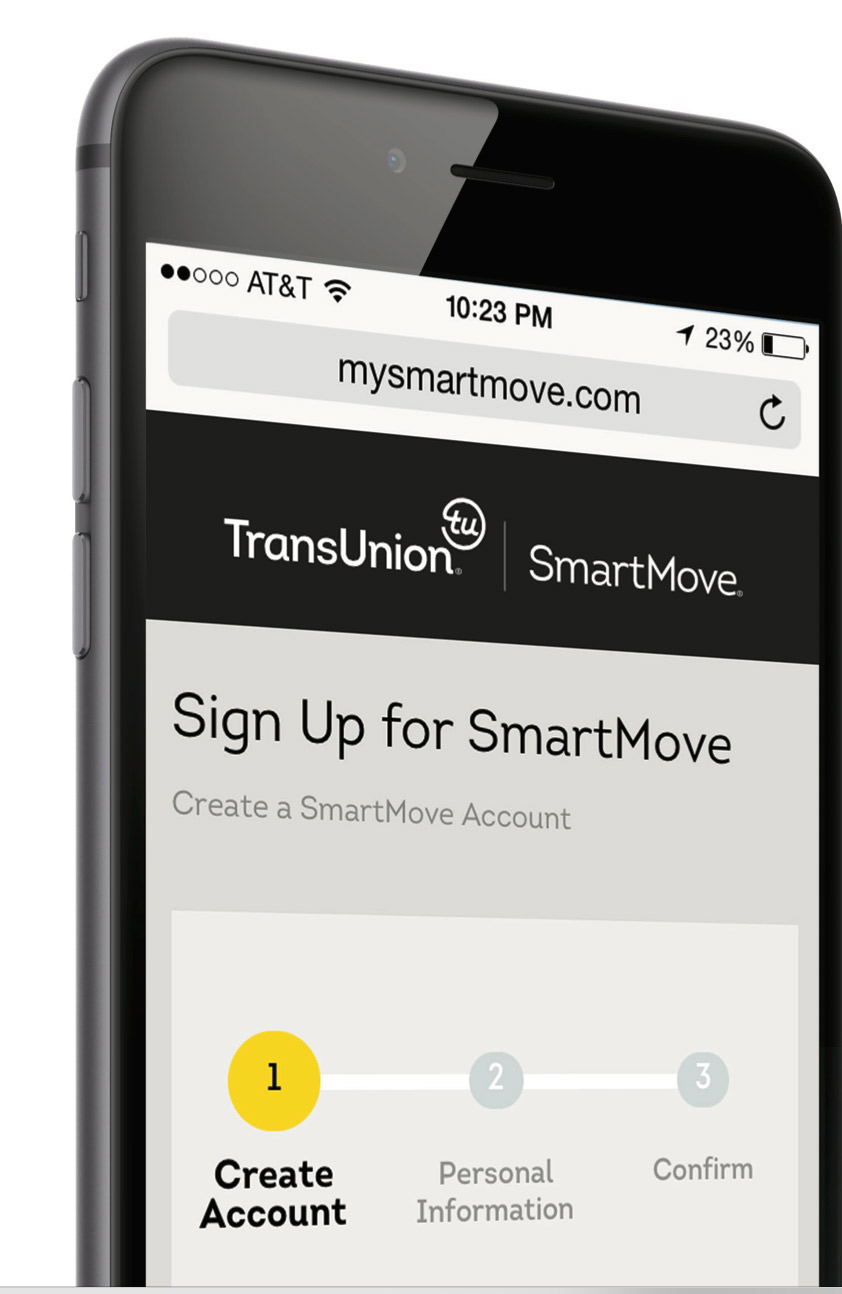 AT&T 10:23 PM 23%
mysmartmove.com
TransUnion® tu | SmartMove®
Sign Up for SmartMove
Create a SmartMove Account
1 2 3
Create Account
Personal Information
Confirm